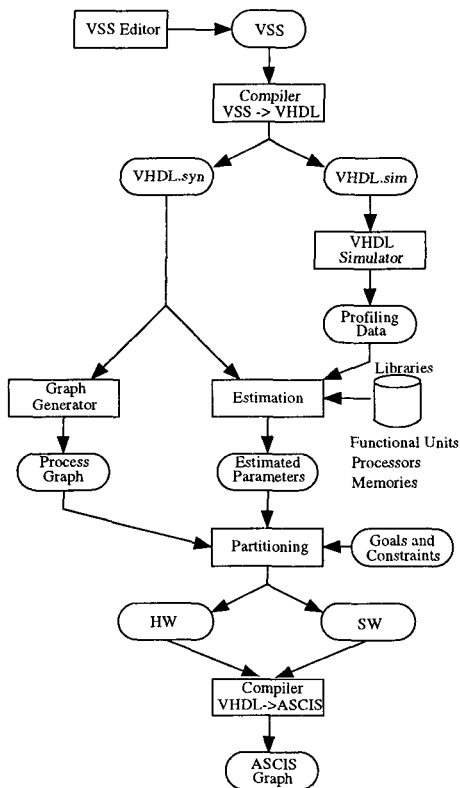 VSS Editor
VSS
Compiler
VSS -> VHDL
VHDL.syn
VHDL.sim
VHDL
Simulator
Profiling
Data
Libraries
Graph
Generator
Estimation
Functional Units
Processors
Memories
Process
Graph
Estimated
Parameters
Partitioning
Goals and
Constraints
HW
SW
Compiler
VHDL->ASCIS
ASCIS
Graph